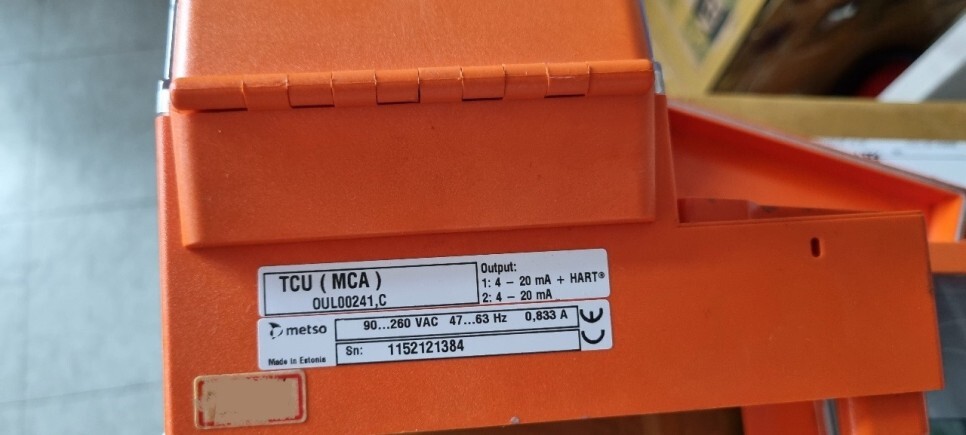 TCU ( MCA )
OUL00241,C
Output:
1: 4 – 20 mA + HART®
2: 4 – 20 mA
metso
90...260 VAC 47...63 Hz 0,833 A
CE
Made in Estonia
Sn: 1152121384